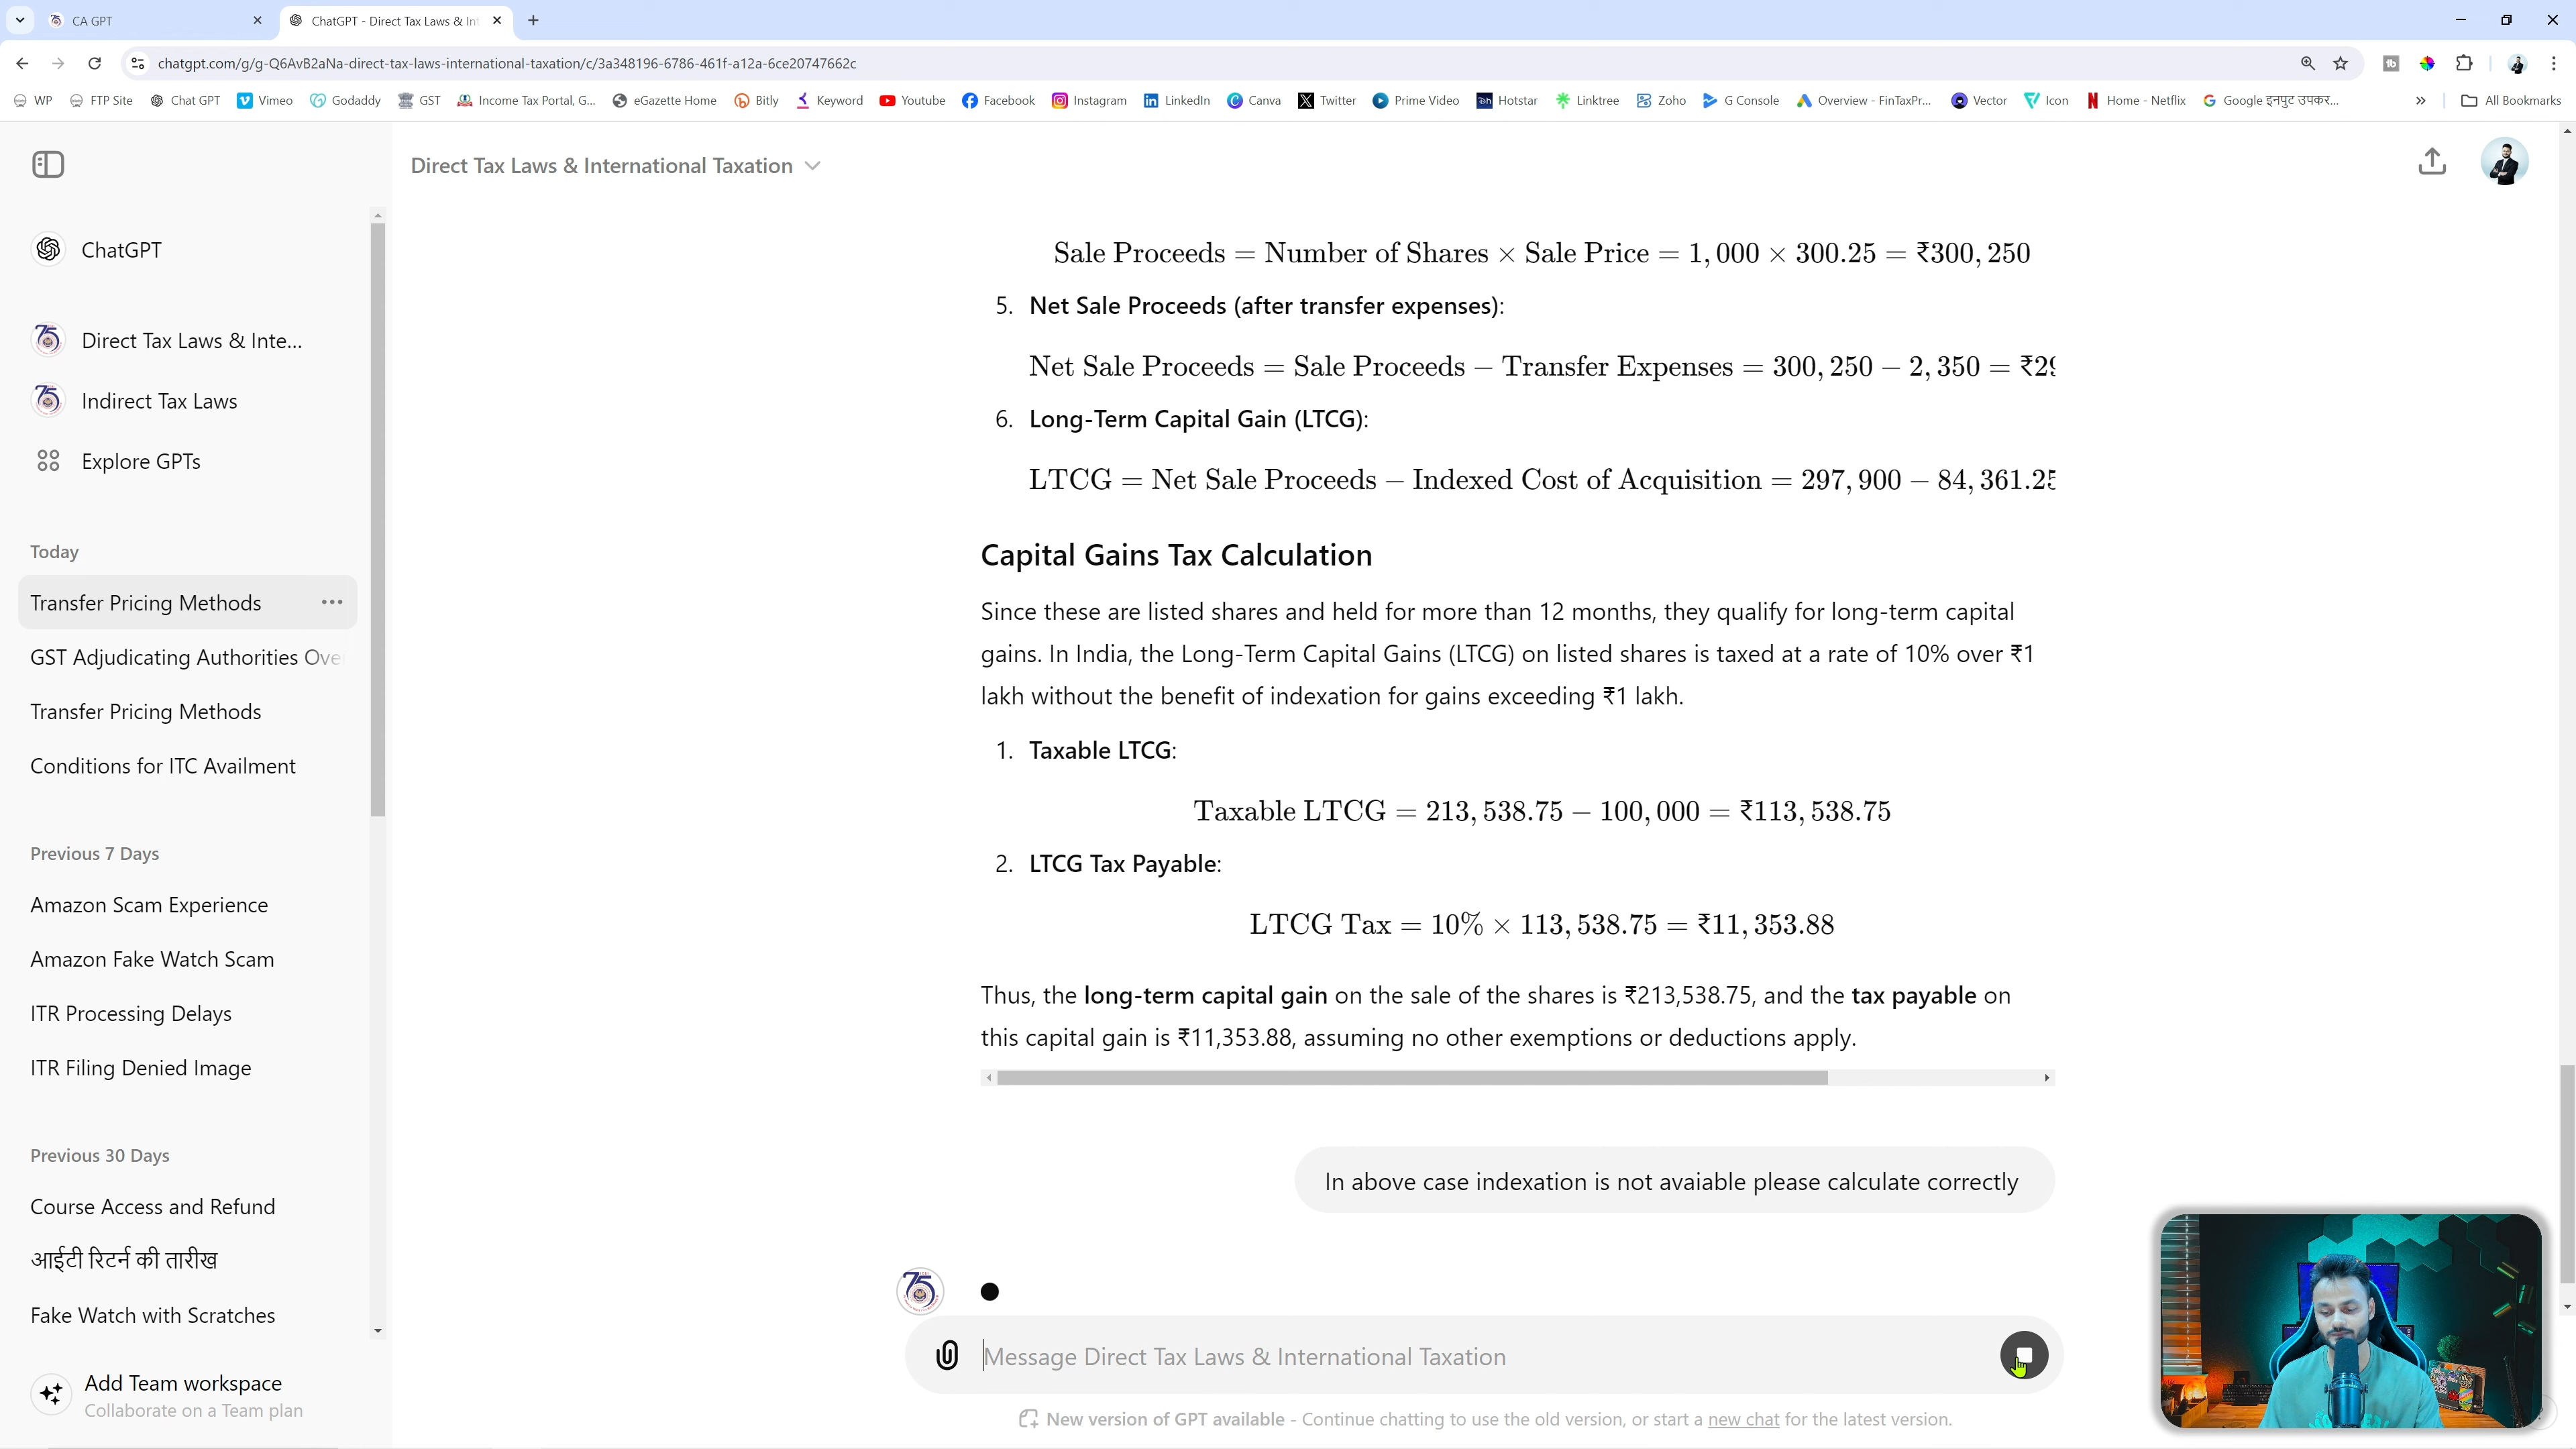 CA GPT
ChatGPT - Direct Tax Laws & Int
chatgpt.com/g/g-Q6AvB2aNa-direct-tax-laws-international-taxation/c/3a348196-6786-461f-a12a-6ce20747662c
WP FTP Site Chat GPT Vimeo Godaddy GST Income Tax Portal, G... eGazette Home Bitly Keyword Youtube Facebook Instagram LinkedIn Canva Twitter Prime Video Hotstar Linktree Zoho G Console Overview - FinTaxPr... Vector Icon Home - Netflix Google इनपुट उपकर... » All Bookmarks
Direct Tax Laws & International Taxation
ChatGPT
Direct Tax Laws & Inte...
Indirect Tax Laws
Explore GPTs
Today
Transfer Pricing Methods
GST Adjudicating Authorities Ove
Transfer Pricing Methods
Conditions for ITC Availment
Previous 7 Days
Amazon Scam Experience
Amazon Fake Watch Scam
ITR Processing Delays
ITR Filing Denied Image
Previous 30 Days
Course Access and Refund
आईटी रिटर्न की तारीख
Fake Watch with Scratches
Add Team workspace
Collaborate on a Team plan
Sale Proceeds = Number of Shares × Sale Price = 1,000 × 300.25 = ₹300,250
5. Net Sale Proceeds (after transfer expenses):
Net Sale Proceeds = Sale Proceeds − Transfer Expenses = 300,250 − 2,350 = ₹29
6. Long-Term Capital Gain (LTCG):
LTCG = Net Sale Proceeds − Indexed Cost of Acquisition = 297,900 − 84,361.25
Capital Gains Tax Calculation
Since these are listed shares and held for more than 12 months, they qualify for long-term capital
gains. In India, the Long-Term Capital Gains (LTCG) on listed shares is taxed at a rate of 10% over ₹1
lakh without the benefit of indexation for gains exceeding ₹1 lakh.
1. Taxable LTCG:
Taxable LTCG = 213,538.75 − 100,000 = ₹113,538.75
2. LTCG Tax Payable:
LTCG Tax = 10% × 113,538.75 = ₹11,353.88
Thus, the long-term capital gain on the sale of the shares is ₹213,538.75, and the tax payable on
this capital gain is ₹11,353.88, assuming no other exemptions or deductions apply.
In above case indexation is not avaiable please calculate correctly
75
Message Direct Tax Laws & International Taxation
New version of GPT available - Continue chatting to use the old version, or start a new chat for the latest version.